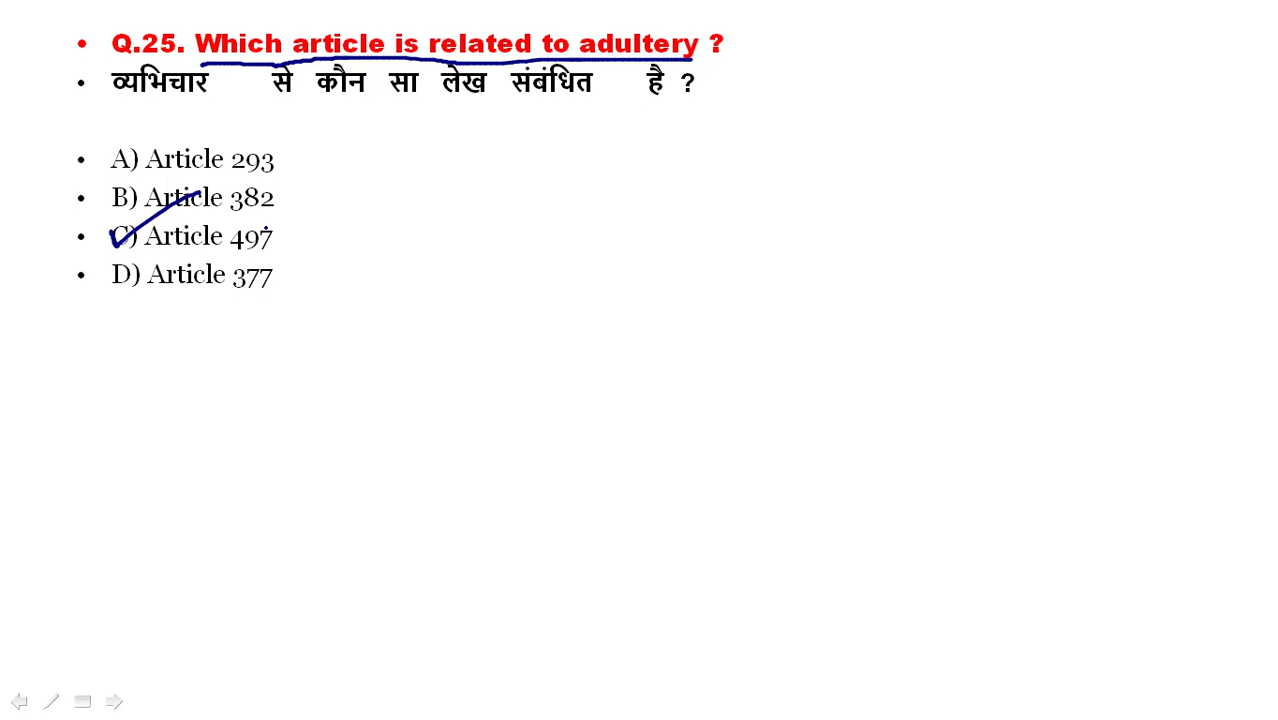 • Q.25. Which article is related to adultery ?
• व्यभिचार से कौन सा लेख संबंधित है ?
• A) Article 293
• B) Article 382
• C) Article 497
• D) Article 377